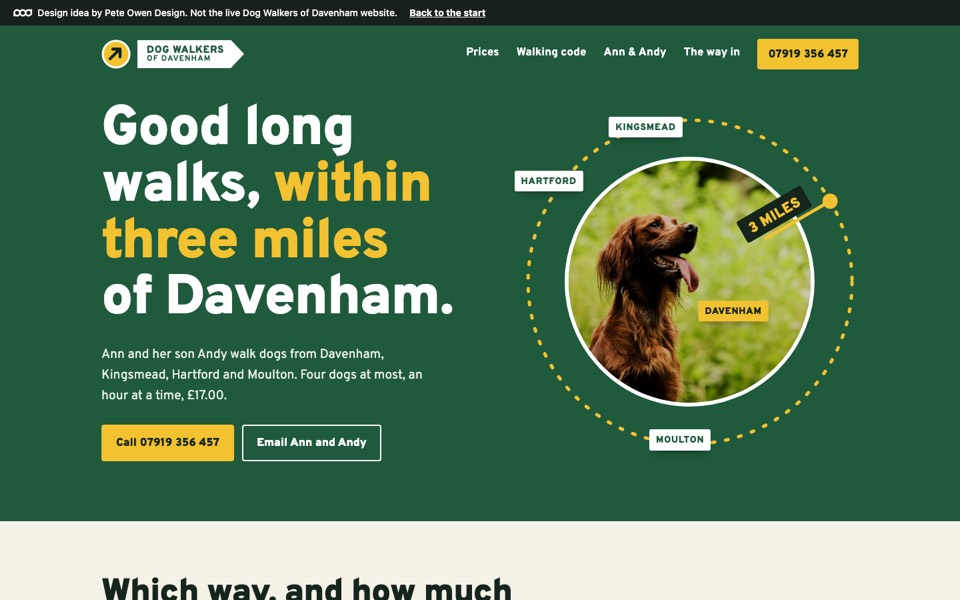 Design idea by Pete Owen Design. Not the live Dog Walkers of Davenham website. Back to the start
DOG WALKERS
OF DAVENHAM
Prices Walking code Ann & Andy The way in 07919 356 457
Good long
walks, within
three miles
of Davenham.
Ann and her son Andy walk dogs from Davenham,
Kingsmead, Hartford and Moulton. Four dogs at most, an
hour at a time, £17.00.
Call 07919 356 457 Email Ann and Andy
KINGSMEAD
HARTFORD
3 MILES
DAVENHAM
MOULTON
Which way, and how much